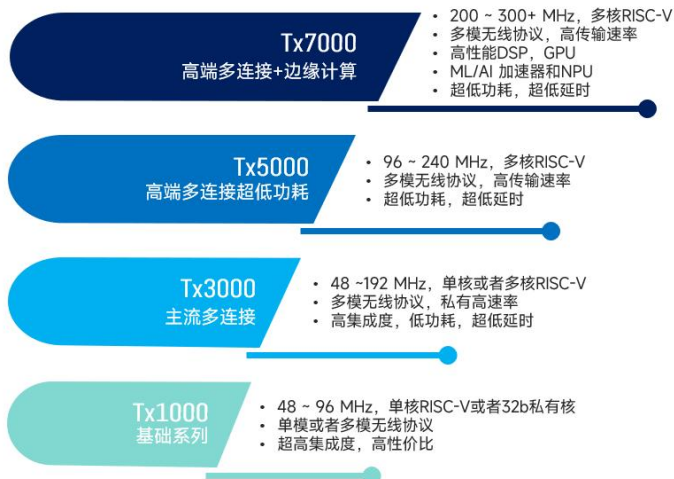 Tx7000
高端多连接+边缘计算
• 200 ~ 300+ MHz, 多核RISC-V
• 多模无线协议，高传输速率
• 高性能DSP, GPU
• ML/AI 加速器和NPU
• 超低功耗，超低延时
Tx5000
高端多连接超低功耗
• 96 ~ 240 MHz, 多核RISC-V
• 多模无线协议，高传输速率
• 超低功耗，超低延时
Tx3000
主流多连接
• 48 ~192 MHz, 单核或者多核RISC-V
• 多模无线协议，私有高速率
• 高集成度，低功耗，超低延时
Tx1000
基础系列
• 48 ~ 96 MHz, 单核RISC-V或者32b私有核
• 单模或者多模无线协议
• 超高集成度，高性价比